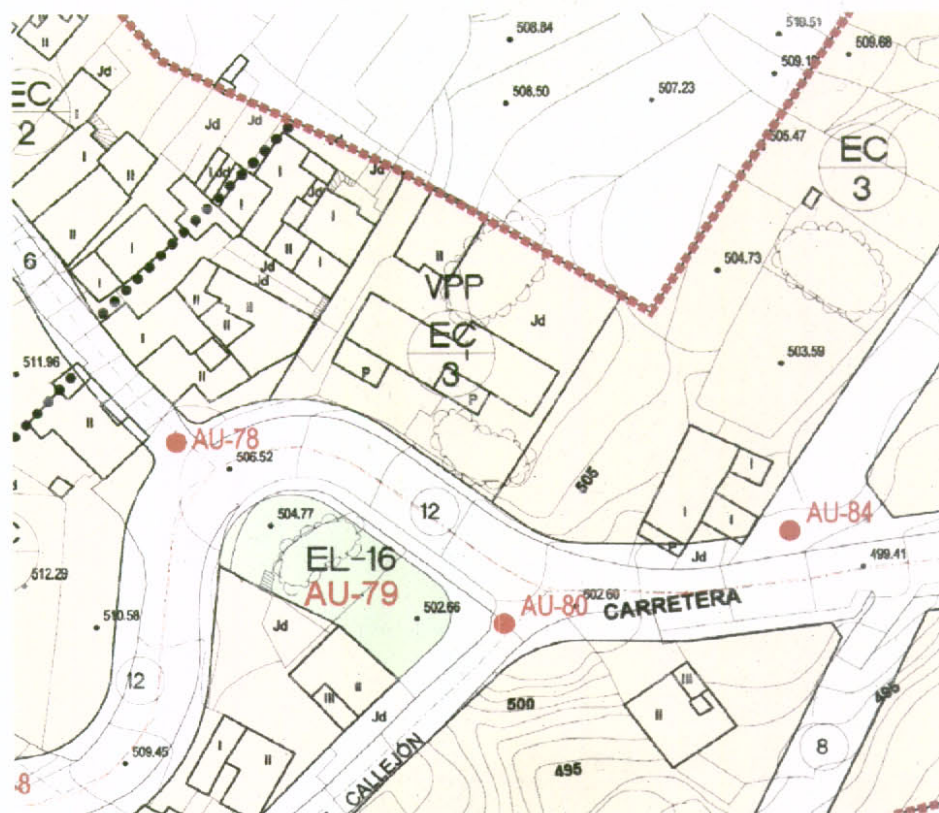 508.84
510.51
509.68
II
509.1
Jd
508.50
507.23
EC
2
I
Jd
Jd
505.47
EC
3
II
I
Jd
I
Jd
Jd
I
I
II
I
II
504.73
6
I
Jd
Jd
II
VPP
Jd
II
II
II
EC
3
I
511.96
I
P
503.59
II
P
II
AU-78
506.52
505
I
12
I
I
AU-84
504.77
P
Jd
EL-16
499.41
512.29
AU-79
502.66
AU-80
502.60
CARRETERA
510.58
Jd
12
III
II
Jd
500
III
II
495
8
I
II
509.45
495
CALLEJÓN
8